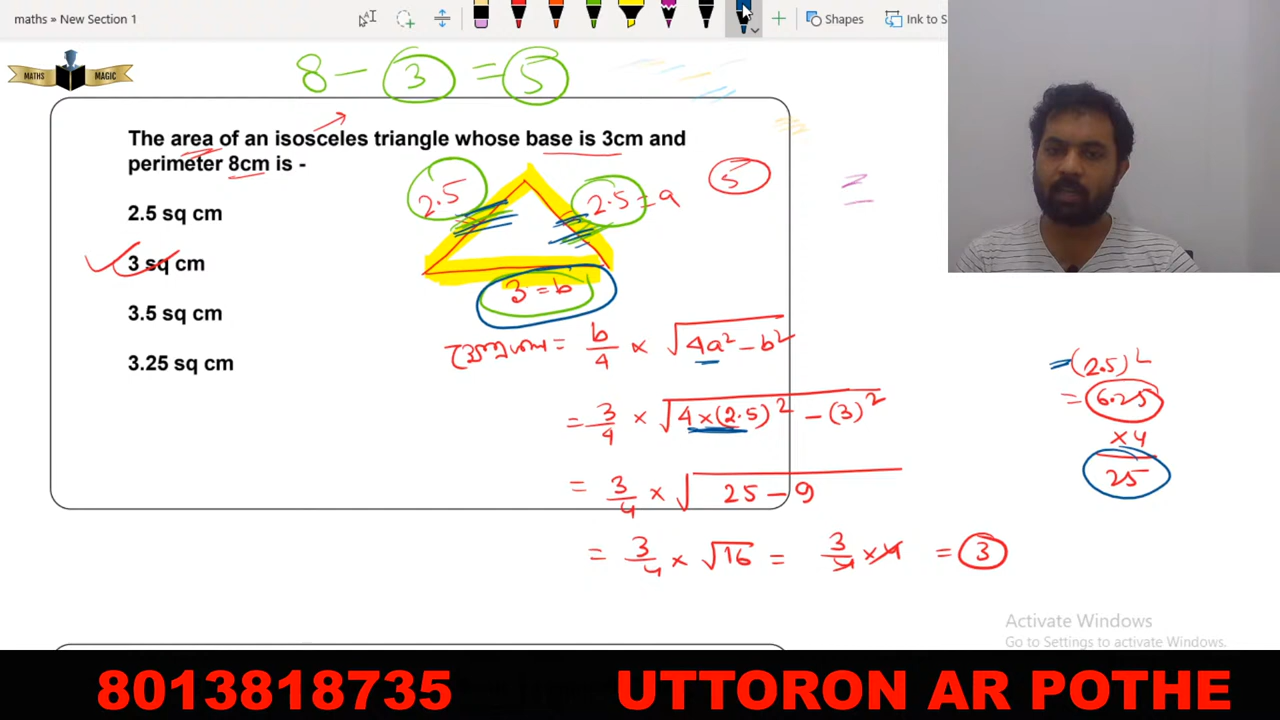 maths » New Section 1
Shapes
Ink to S
MATHS MAGIC
8 - 3 = 5
The area of an isosceles triangle whose base is 3cm and
perimeter 8cm is -
2.5 sq cm
3 sq cm
3.5 sq cm
3.25 sq cm
2.5
2.5 = a
5
3 = b
= b/4 × √4a² - b²
= 3/4 × √4×(2.5)² - (3)²
= 3/4 × √25 - 9
= 3/4 × √16 = 3/4 × 4 = 3
= (2.5)²
= 6.25
×4
25
Activate Windows
Go to Settings to activate Windows.
8013818735 UTTORON AR POTHE